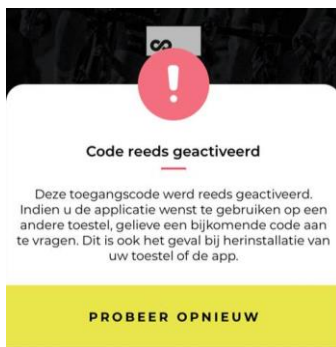 !
Code reeds geactiveerd
Deze toegangscode werd reeds geactiveerd.
Indien u de applicatie wenst te gebruiken op een
andere toestel, gelieve een bijkomende code aan
te vragen. Dit is ook het geval bij herinstallatie van
uw toestel of de app.
PROBEER OPNIEUW